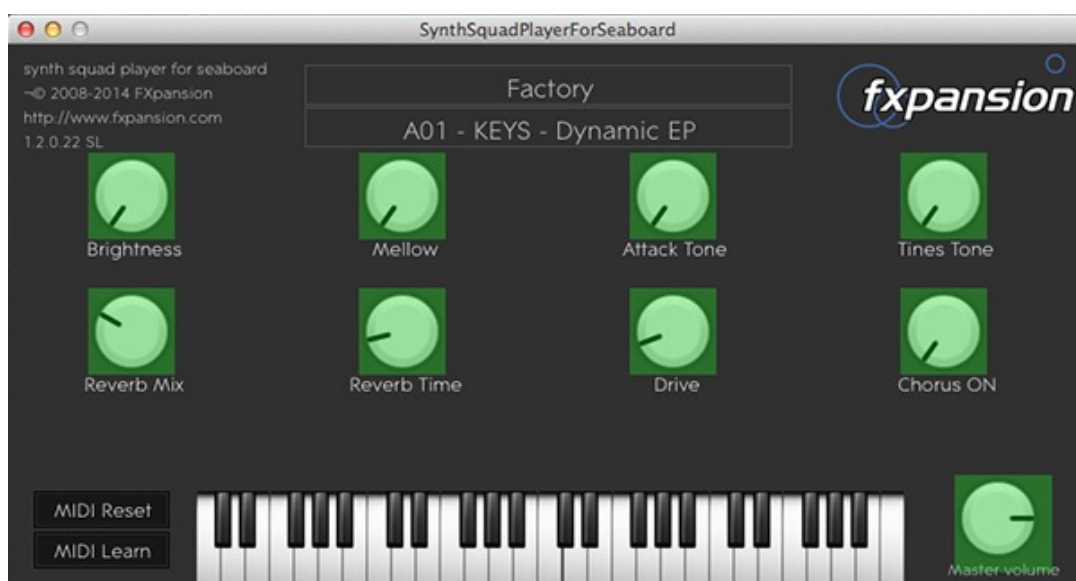 SynthSquadPlayerForSeaboard
synth squad player for seaboard
¬© 2008-2014 FXpansion
http://www.fxpansion.com
1.2.0.22 SL
Factory
A01 - KEYS - Dynamic EP
fxpansion
Brightness
Mellow
Attack Tone
Tines Tone
Reverb Mix
Reverb Time
Drive
Chorus ON
MIDI Reset
MIDI Learn
Master volume